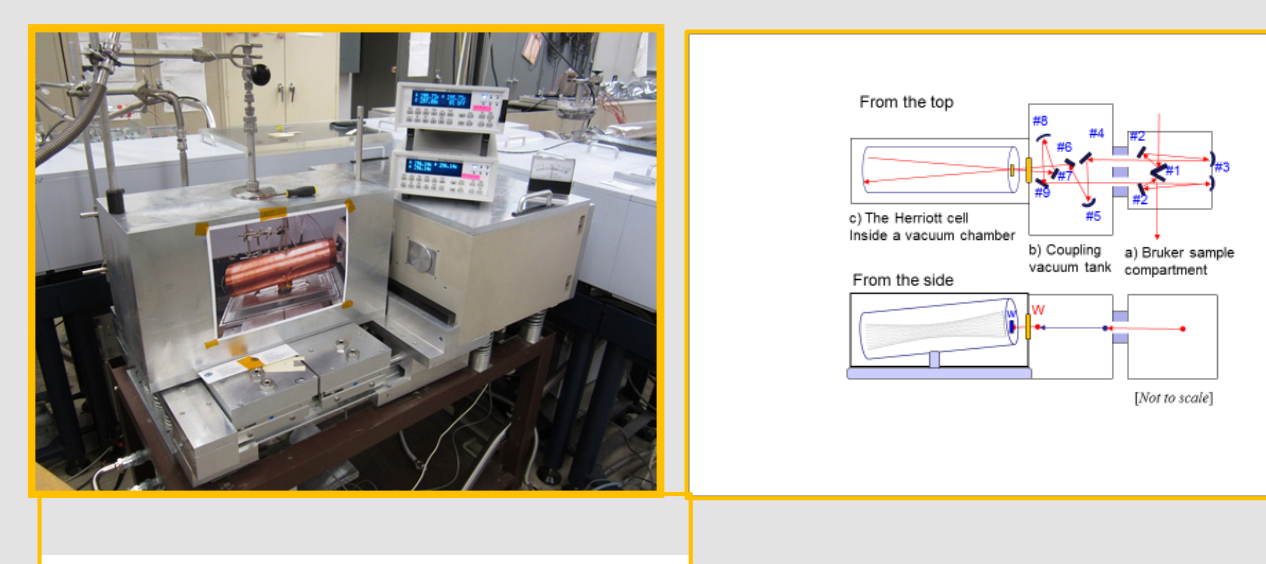 From the top
#8
#4
#2
#6
#1
#3
#7
#9
#2
#5
c) The Herriott cell
Inside a vacuum chamber
b) Coupling
vacuum tank
a) Bruker sample
compartment
From the side
W
W
[Not to scale]